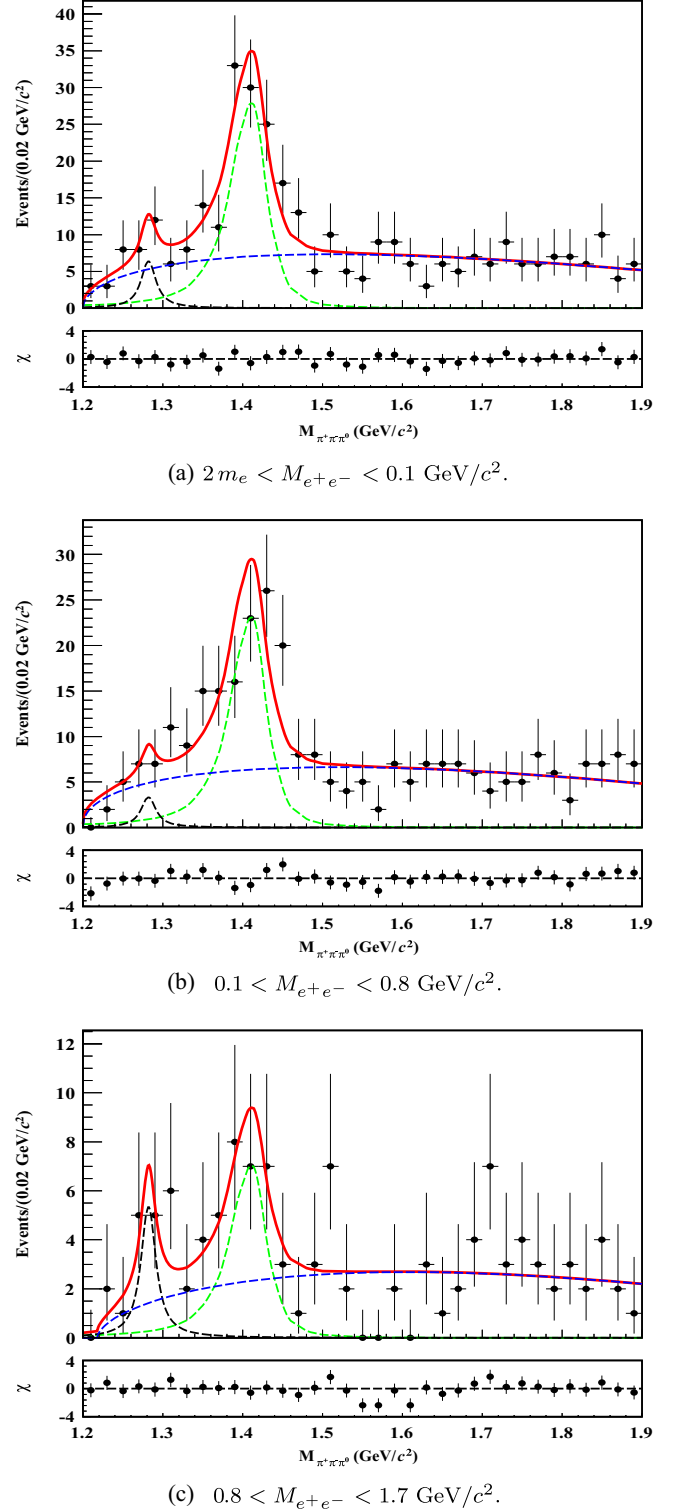 Events/(0.02 GeV/c²)
40
35
30
25
20
15
10
5
0
χ
4
0
-4
1.2 1.3 1.4 1.5 1.6 1.7 1.8 1.9
M_{π⁺π⁻π⁰} (GeV/c²)
(a) 2 mₑ < M_{e+e−} < 0.1 GeV/c².
Events/(0.02 GeV/c²)
30
25
20
15
10
5
0
χ
4
0
-4
1.2 1.3 1.4 1.5 1.6 1.7 1.8 1.9
M_{π⁺π⁻π⁰} (GeV/c²)
(b) 0.1 < M_{e+e−} < 0.8 GeV/c².
Events/(0.02 GeV/c²)
12
10
8
6
4
2
0
χ
4
0
-4
1.2 1.3 1.4 1.5 1.6 1.7 1.8 1.9
M_{π⁺π⁻π⁰} (GeV/c²)
(c) 0.8 < M_{e+e−} < 1.7 GeV/c².